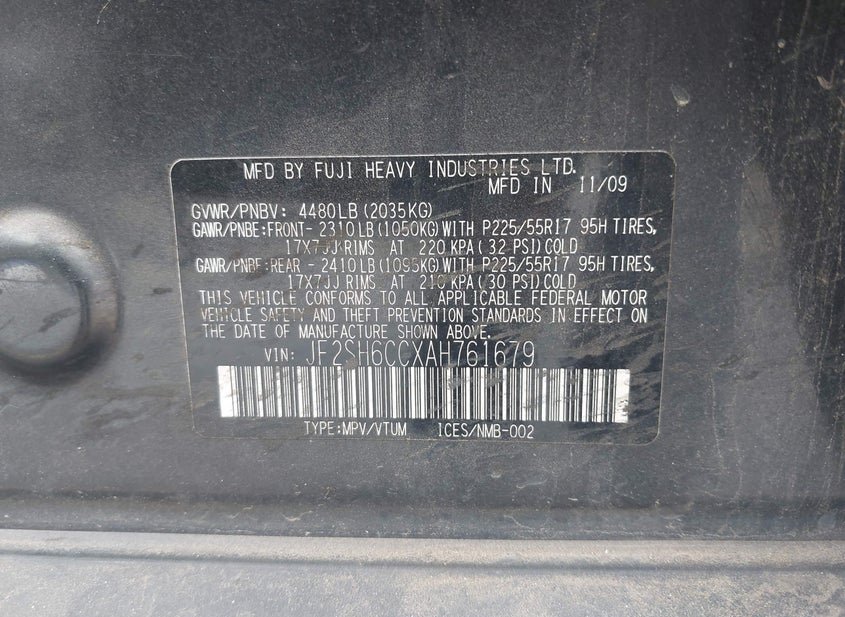 MFD BY FUJI HEAVY INDUSTRIES LTD.
MFD IN 11/09
GVWR/PNBV: 4480LB(2035KG)
GAWR/PNBE:FRONT- 2310LB(1050KG)WITH P225/55R17 95H TIRES,
17X7JJ RIMS AT 220 KPA( 32 PSI)COLD
GAWR/PNBE:REAR - 2410LB(1095KG)WITH P225/55R17 95H TIRES,
17X7JJ RIMS AT 210 KPA(30 PSI)COLD
THIS VEHICLE CONFORMS TO ALL APPLICABLE FEDERAL MOTOR
VEHICLE SAFETY AND THEFT PREVENTION STANDARDS IN EFFECT ON
THE DATE OF MANUFACTURE SHOWN ABOVE.
VIN: JF2SH6CCXAH761679
TYPE:MPV/VTUM ICES/NMB-002